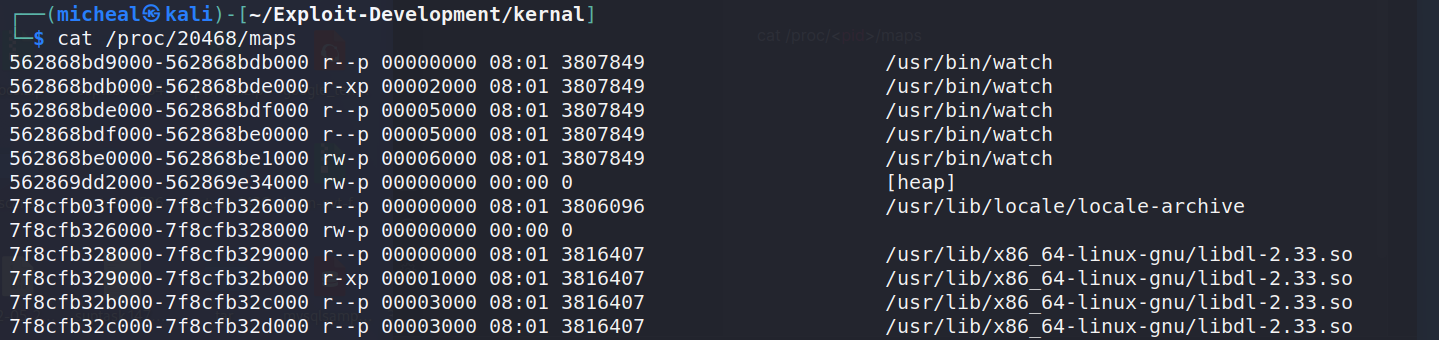 ┌──(micheal㉿kali)-[~/Exploit-Development/kernal]
└─$ cat /proc/20468/maps
cat /proc/<pid>/maps
562868bd9000-562868bdb000 r--p 00000000 08:01 3807849 /usr/bin/watch
562868bdb000-562868bde000 r-xp 00002000 08:01 3807849 /usr/bin/watch
562868bde000-562868bdf000 r--p 00005000 08:01 3807849 /usr/bin/watch
562868bdf000-562868be0000 r--p 00005000 08:01 3807849 /usr/bin/watch
562868be0000-562868be1000 rw-p 00006000 08:01 3807849 /usr/bin/watch
562869dd2000-562869e34000 rw-p 00000000 00:00 0 [heap]
7f8cfb03f000-7f8cfb326000 r--p 00000000 08:01 3806096 /usr/lib/locale/locale-archive
7f8cfb326000-7f8cfb328000 rw-p 00000000 00:00 0
7f8cfb328000-7f8cfb329000 r--p 00000000 08:01 3816407 /usr/lib/x86_64-linux-gnu/libdl-2.33.so
7f8cfb329000-7f8cfb32b000 r-xp 00001000 08:01 3816407 /usr/lib/x86_64-linux-gnu/libdl-2.33.so
7f8cfb32b000-7f8cfb32c000 r--p 00003000 08:01 3816407 /usr/lib/x86_64-linux-gnu/libdl-2.33.so
7f8cfb32c000-7f8cfb32d000 r--p 00003000 08:01 3816407 /usr/lib/x86_64-linux-gnu/libdl-2.33.so